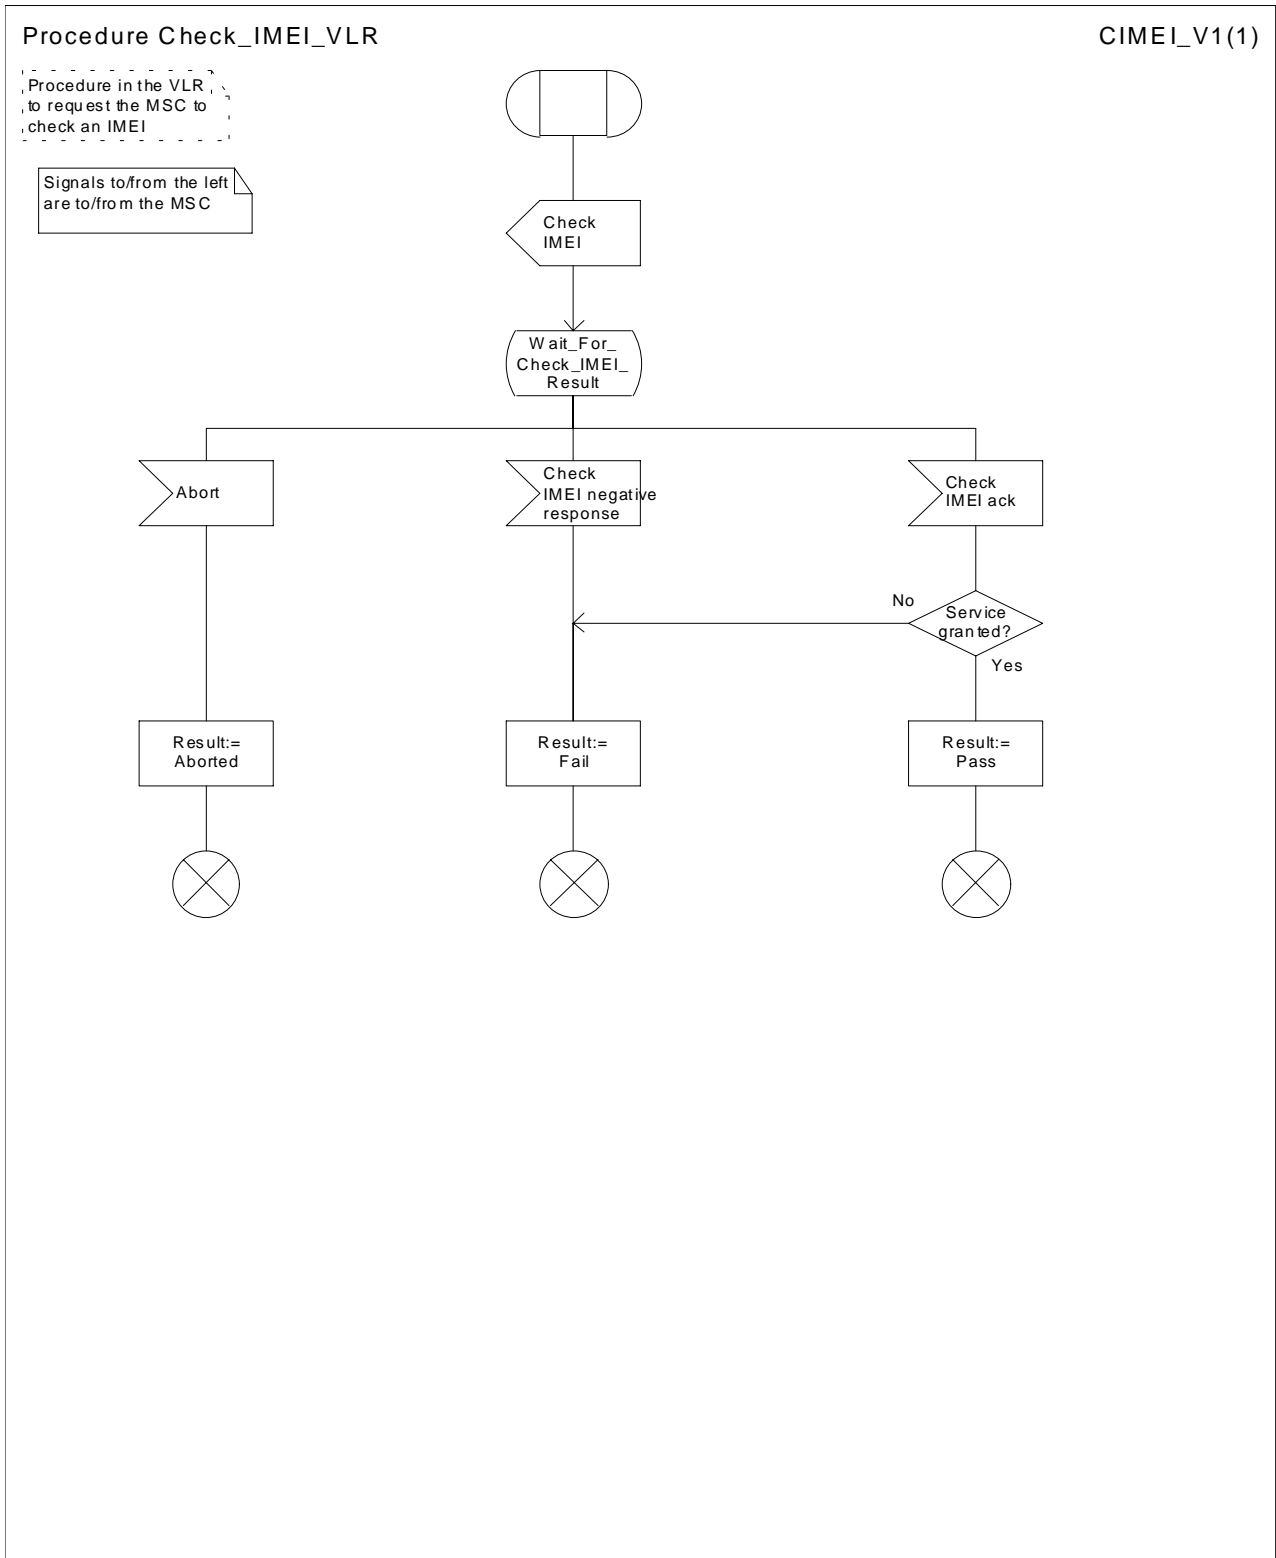 Procedure Check_IMEI_VLR
CIMEI_V1(1)
Procedure in the VLR
to request the MSC to
check an IMEI
Signals to/from the left
are to/from the MSC
Check
IMEI
Wait_For_
Check_IMEI_
Result
Abort
Check
IMEI negative
response
Check
IMEI ack
No
Service
granted?
Yes
Result:=
Aborted
Result:=
Fail
Result:=
Pass